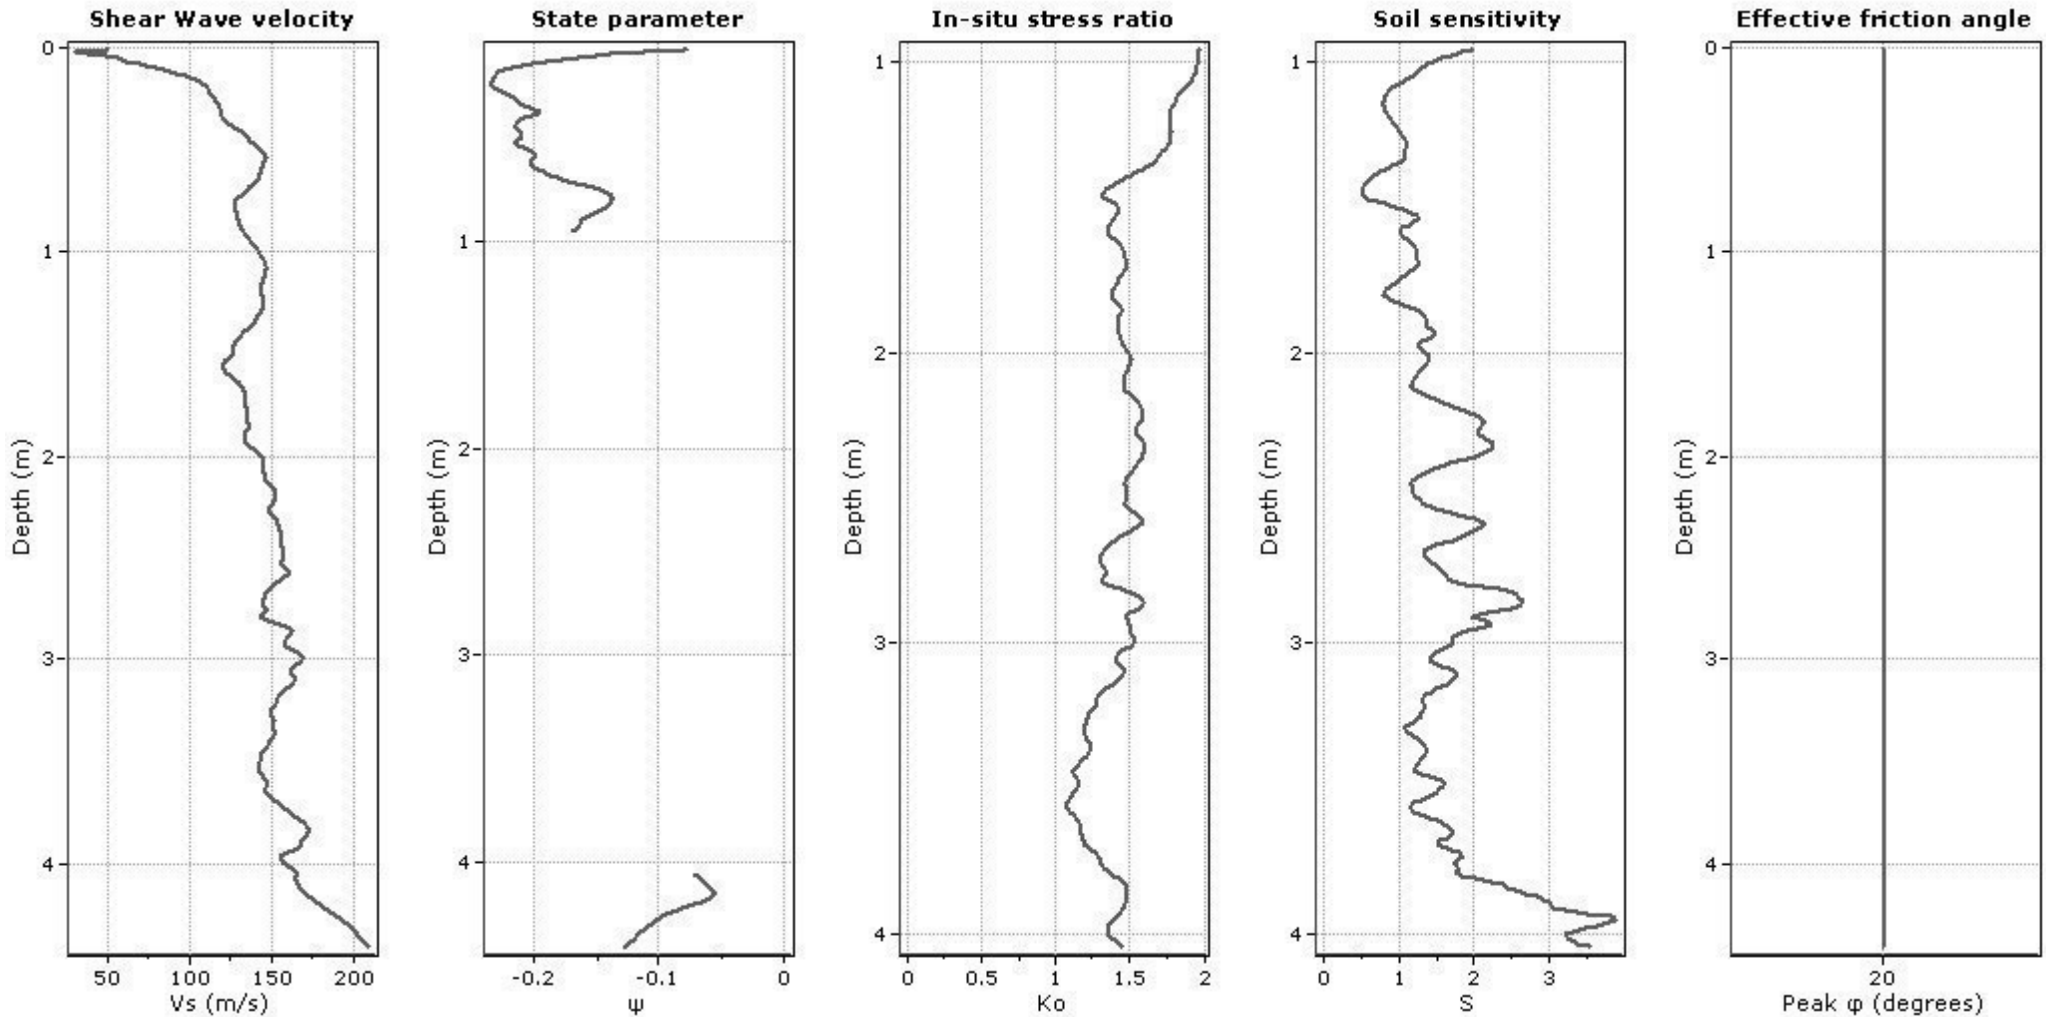 Shear Wave velocity
0
1
2
3
4
Depth (m)
50 100 150 200
Vs (m/s)
State parameter
1
2
3
4
Depth (m)
-0.2 -0.1 0
ψ
In-situ stress ratio
1
2
3
4
Depth (m)
0 0.5 1 1.5 2
Ko
Soil sensitivity
1
2
3
4
Depth (m)
0 1 2 3
S
Effective friction angle
0
1
2
3
4
Depth (m)
20
Peak φ (degrees)